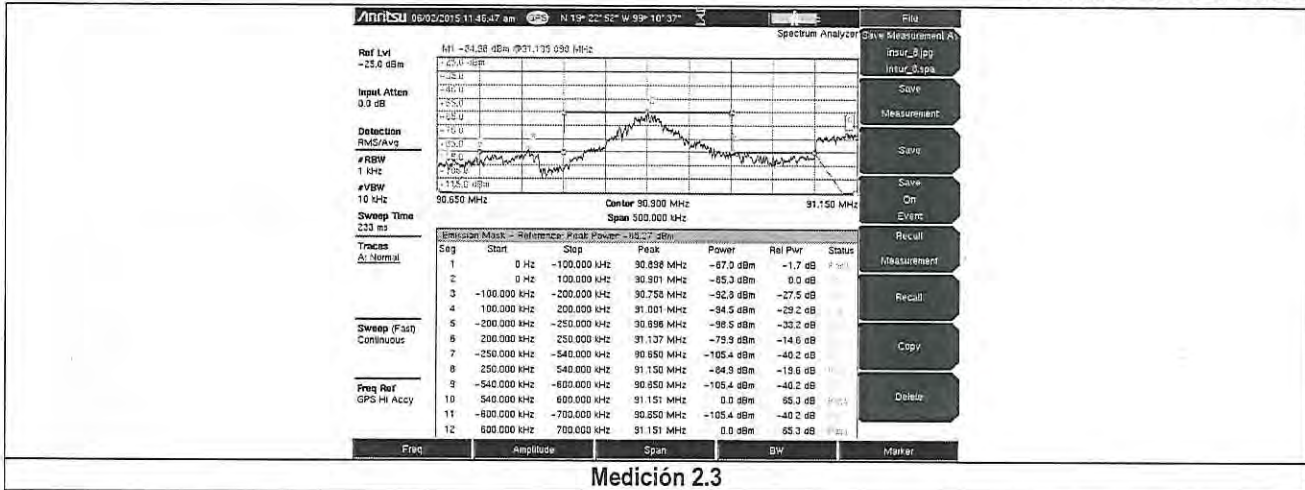 Anritsu 06/02/2015 11:46:47 am GPS N 19° 22' 52" W 99° 10' 37"
Spectrum Analyzer
File
Save Measurement As
insur_8.jpg
Save
Measurement
Save
Save
On
Event
Recall
Measurement
Recall
Copy
Delete
Ref Lvl
-25.0 dBm
Input Atten
0.0 dB
Detection
RMS/Avg
#RBW
1 kHz
#VBW
10 kHz
Sweep Time
233 ms
Traces
A: Normal
Sweep (Fast)
Continuous
Freq Ref
GPS Hi Accy
90.650 MHz
Center 90.900 MHz
91.150 MHz
Span 500.000 kHz
Emission Mask - Reference: Peak Power
Seg Start Stop Peak Power Rel Pwr Status
1 0 Hz -100.000 kHz 90.898 MHz -67.0 dBm -1.7 dB
2 0 Hz 100.000 kHz 90.901 MHz -65.3 dBm 0.0 dB
3 -100.000 kHz -200.000 kHz 90.758 MHz -92.8 dBm -27.5 dB
4 100.000 kHz 200.000 kHz 91.001 MHz -94.5 dBm -29.2 dB
5 -200.000 kHz -250.000 kHz 90.696 MHz -98.5 dBm -33.2 dB
6 200.000 kHz 250.000 kHz 91.137 MHz -79.9 dBm -14.6 dB
7 -250.000 kHz -540.000 kHz 90.650 MHz -105.4 dBm -40.2 dB
8 250.000 kHz 540.000 kHz 91.150 MHz -84.9 dBm -19.6 dB
9 -540.000 kHz -600.000 kHz 90.650 MHz -105.4 dBm -40.2 dB
10 540.000 kHz 600.000 kHz 91.151 MHz 0.0 dBm 65.3 dB
11 -600.000 kHz -700.000 kHz 90.650 MHz -105.4 dBm -40.2 dB
12 600.000 kHz 700.000 kHz 91.151 MHz 0.0 dBm 65.3 dB
Freq Amplitude Span BW Marker
Medición 2.3